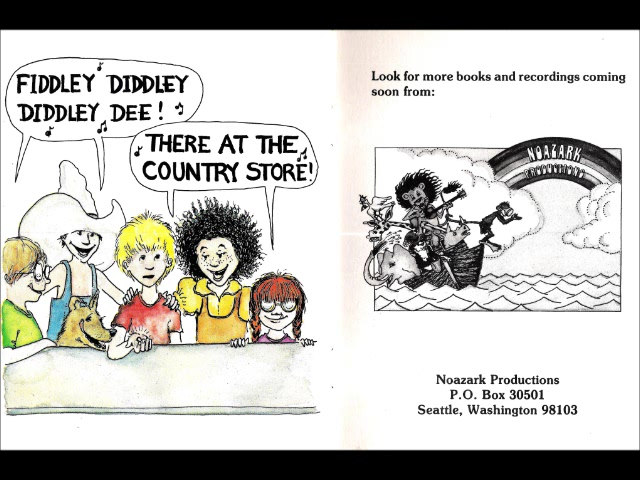 FIDDLEY DIDDLEY
DIDDLEY DEE!
THERE AT THE
COUNTRY STORE!
Look for more books and recordings coming
soon from:
NOAZARK
PRODUCTIONS
Noazark Productions
P.O. Box 30501
Seattle, Washington 98103